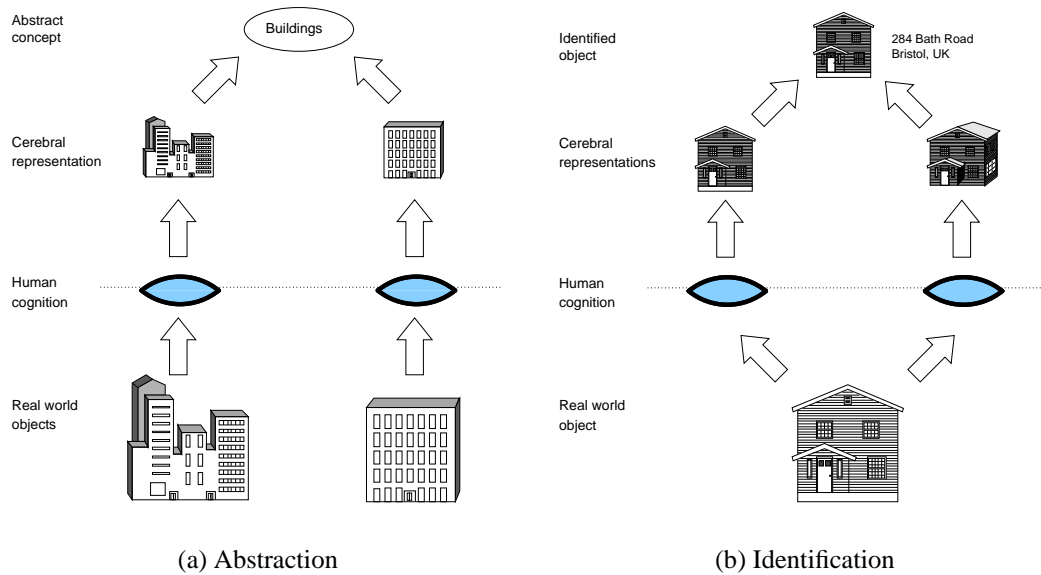 Abstract
concept
Buildings
Cerebral
representation
Human
cognition
Real world
objects
(a) Abstraction
Identified
object
284 Bath Road
Bristol, UK
Cerebral
representations
Human
cognition
Real world
object
(b) Identification